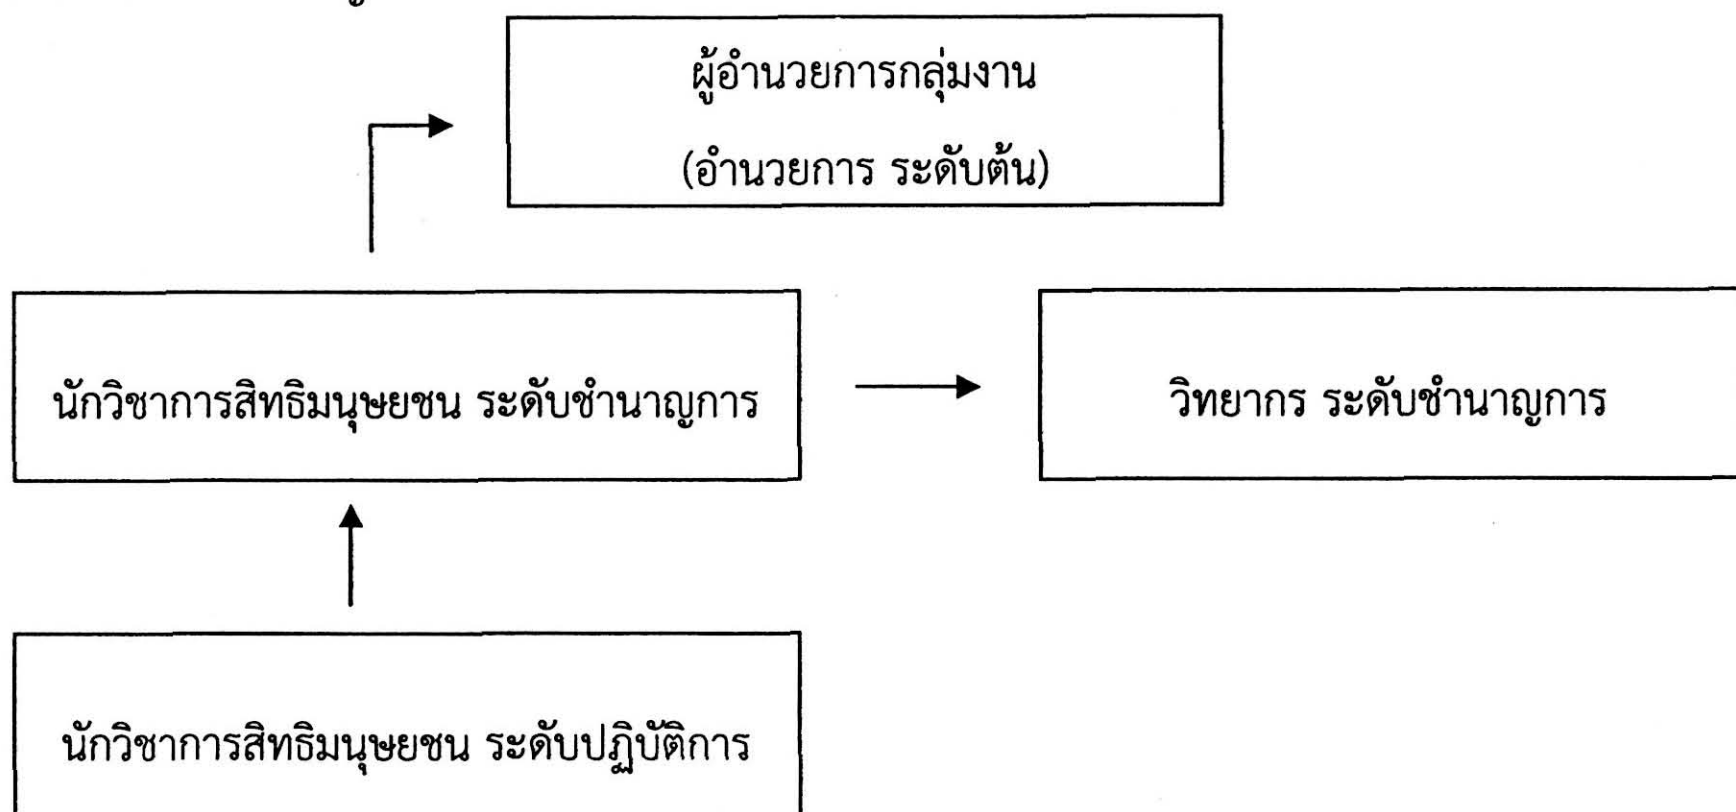 ผู้อำนวยการกลุ่มงาน
(อำนวยการ ระดับต้น)
นักวิชาการสิทธิมนุษยชน ระดับชำนาญการ
วิทยากร ระดับชำนาญการ
นักวิชาการสิทธิมนุษยชน ระดับปฏิบัติการ